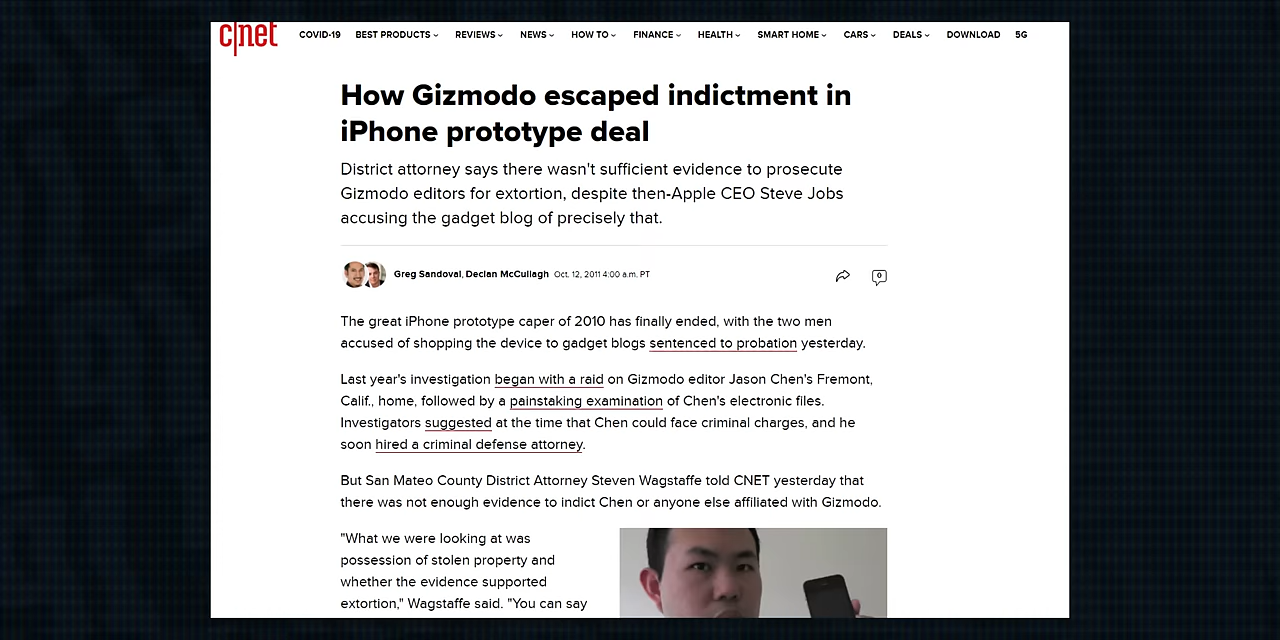 c|net
COVID-19 BEST PRODUCTS REVIEWS NEWS HOW TO FINANCE HEALTH SMART HOME CARS DEALS DOWNLOAD 5G
How Gizmodo escaped indictment in
iPhone prototype deal
District attorney says there wasn't sufficient evidence to prosecute
Gizmodo editors for extortion, despite then-Apple CEO Steve Jobs
accusing the gadget blog of precisely that.
Greg Sandoval, Declan McCullagh Oct. 12, 2011 4:00 a.m. PT
0
The great iPhone prototype caper of 2010 has finally ended, with the two men
accused of shopping the device to gadget blogs sentenced to probation yesterday.
Last year's investigation began with a raid on Gizmodo editor Jason Chen's Fremont,
Calif., home, followed by a painstaking examination of Chen's electronic files.
Investigators suggested at the time that Chen could face criminal charges, and he
soon hired a criminal defense attorney.
But San Mateo County District Attorney Steven Wagstaffe told CNET yesterday that
there was not enough evidence to indict Chen or anyone else affiliated with Gizmodo.
"What we were looking at was
possession of stolen property and
whether the evidence supported
extortion," Wagstaffe said. "You can say